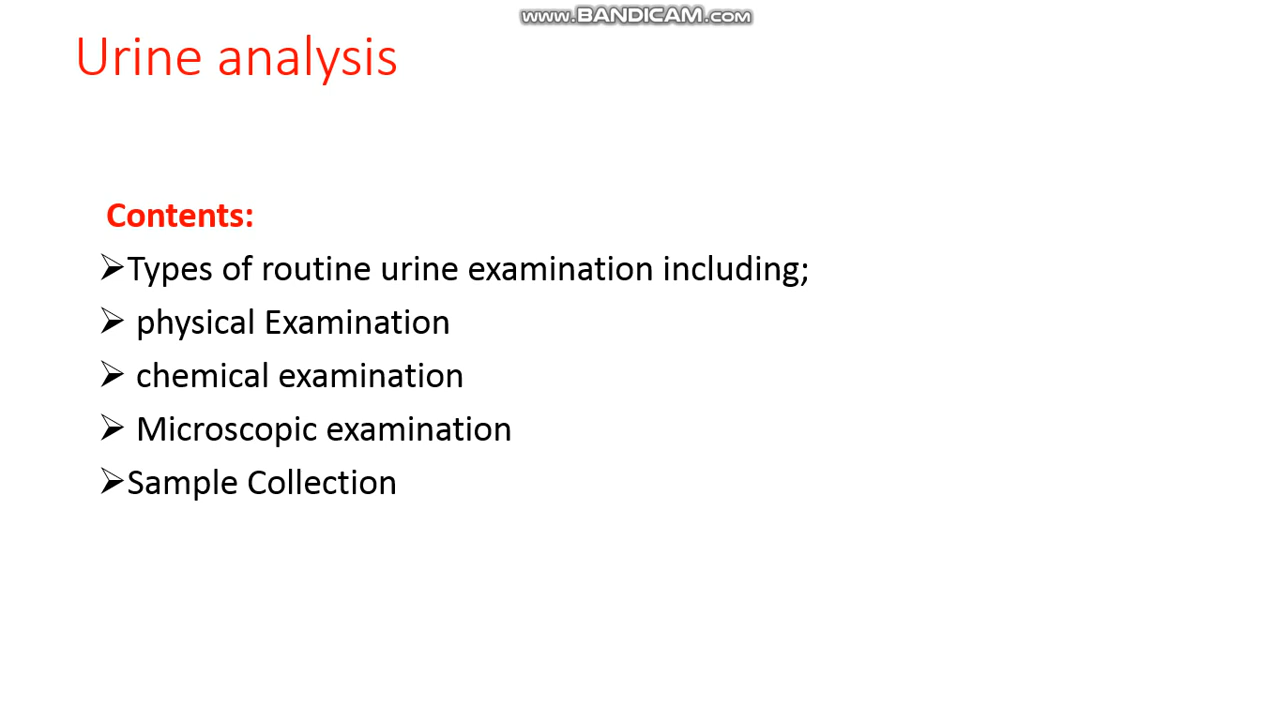 www.BANDICAM.com
Urine analysis
Contents:
➢Types of routine urine examination including;
➢ physical Examination
➢ chemical examination
➢ Microscopic examination
➢Sample Collection